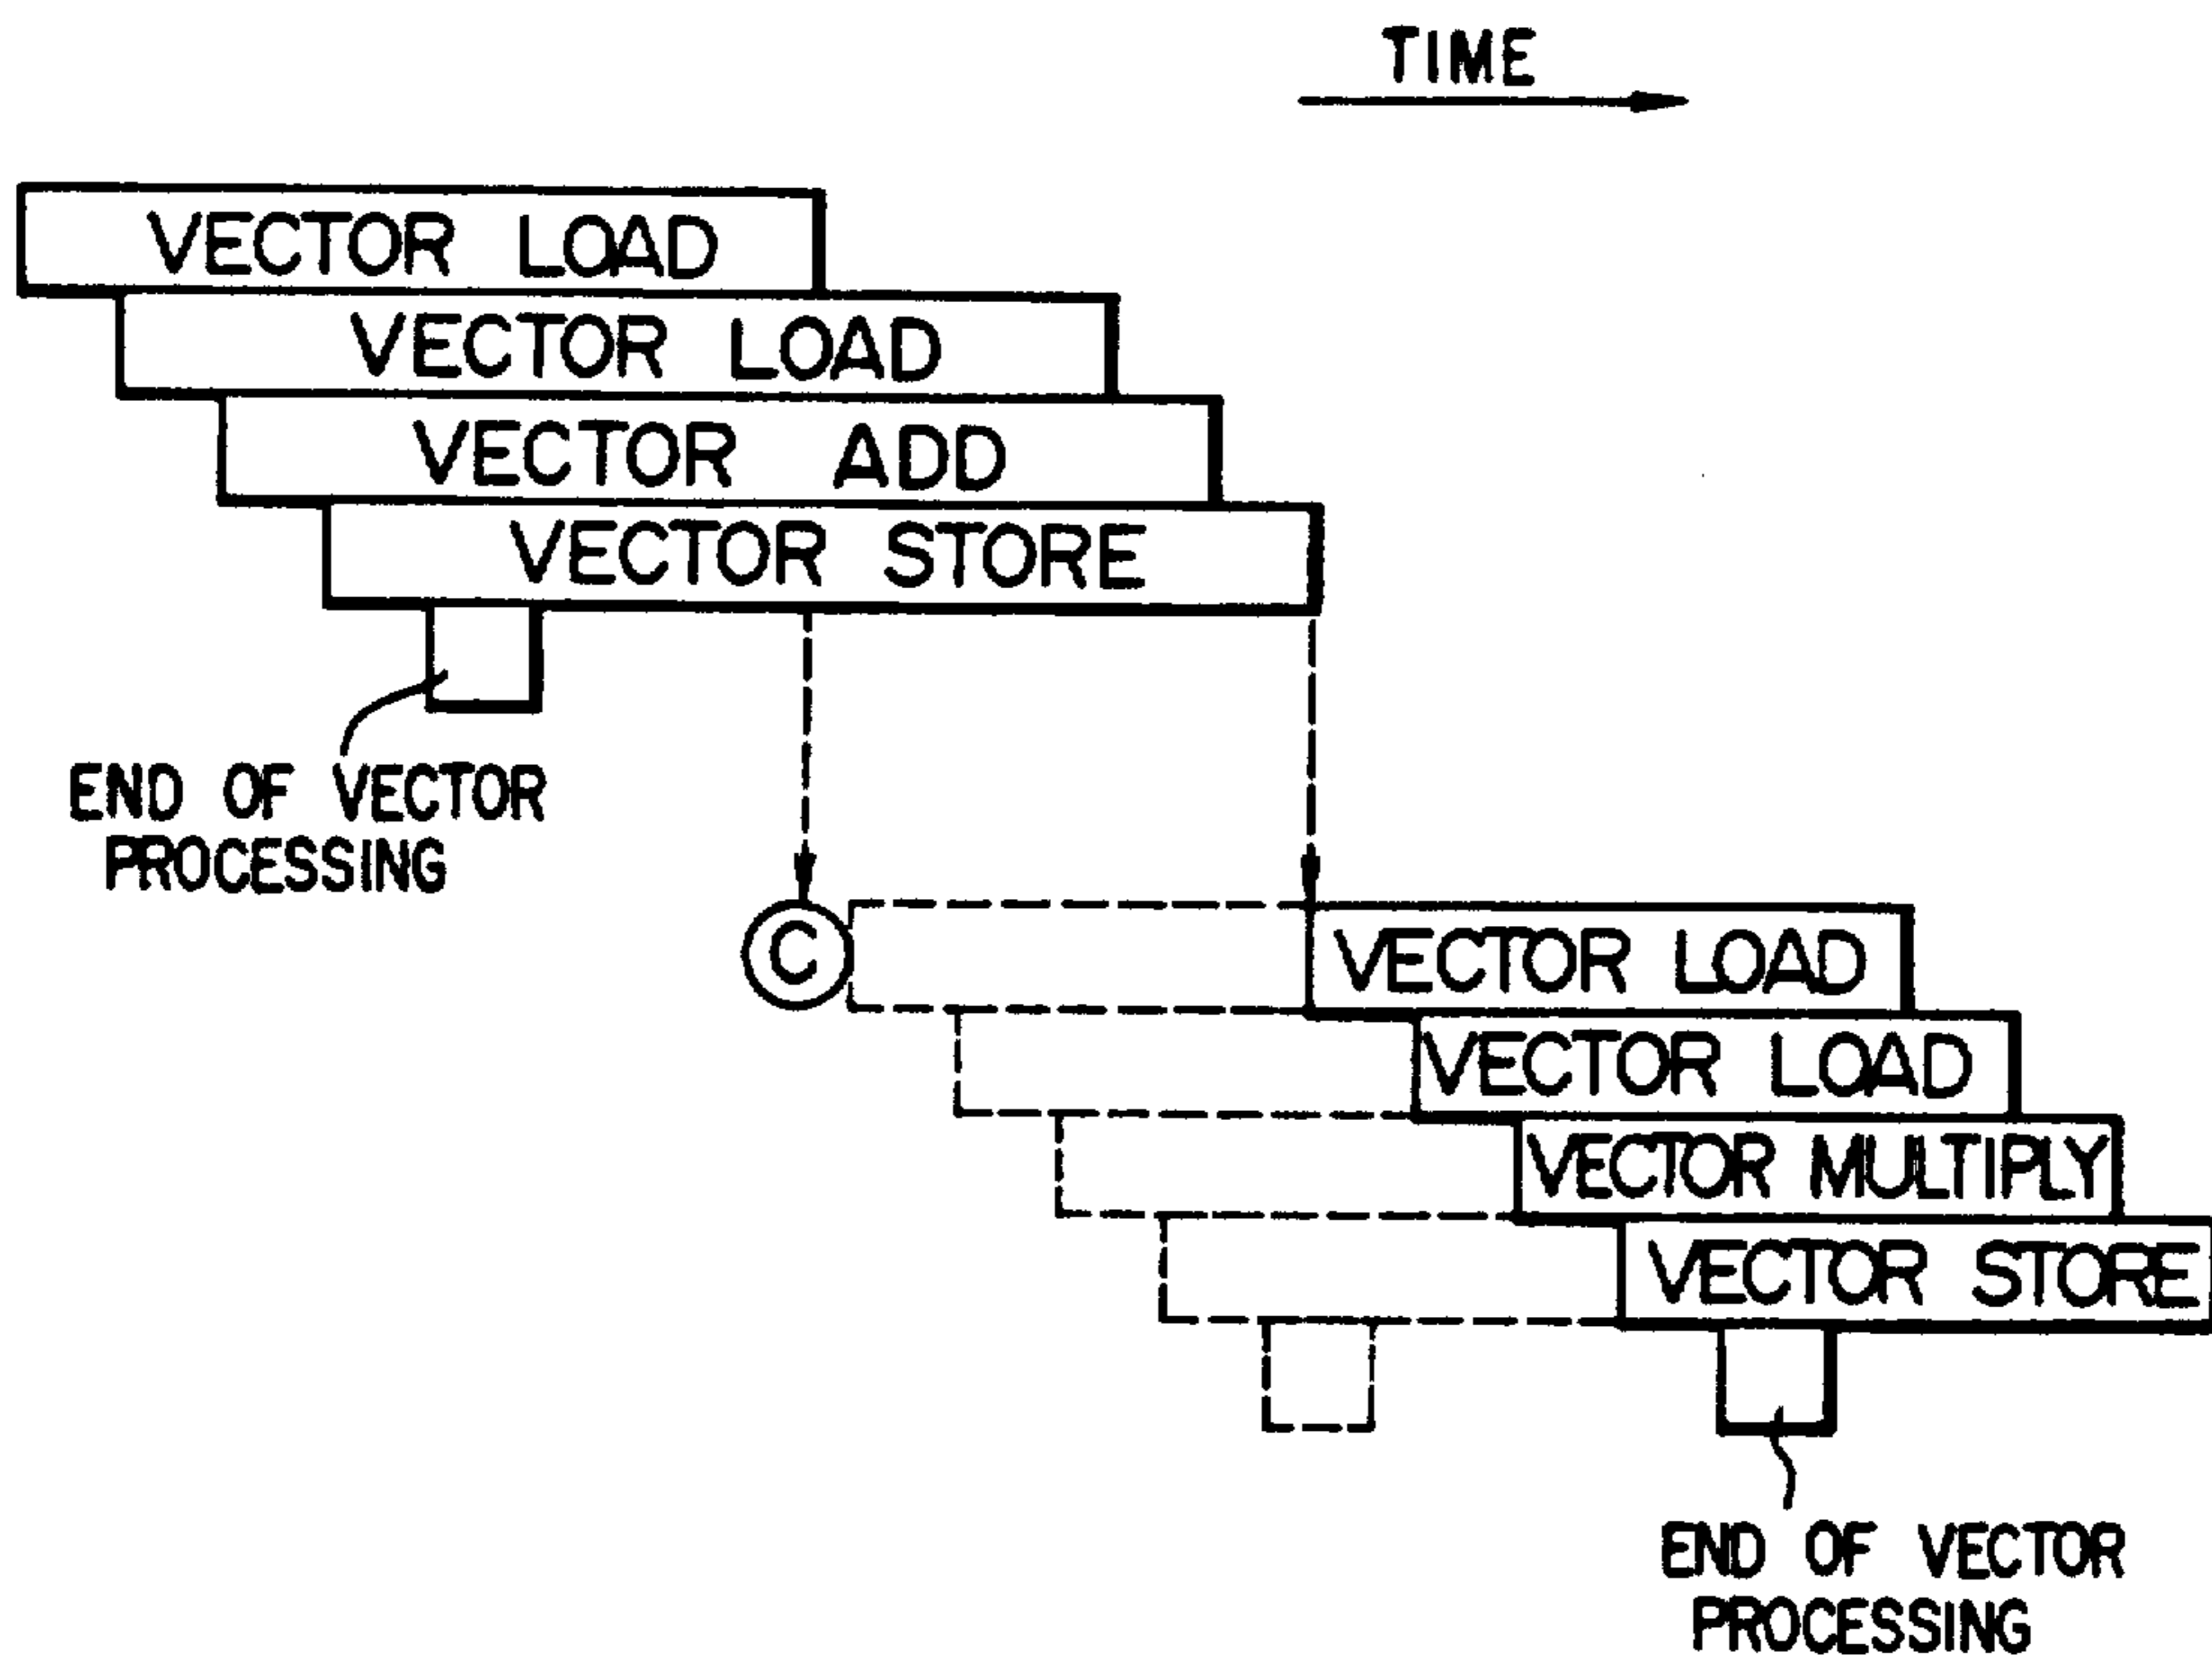 TIME
VECTOR LOAD
VECTOR LOAD
VECTOR ADD
VECTOR STORE
END OF VECTOR
PROCESSING
C
VECTOR LOAD
VECTOR LOAD
VECTOR MULTIPLY
VECTOR STORE
END OF VECTOR
PROCESSING